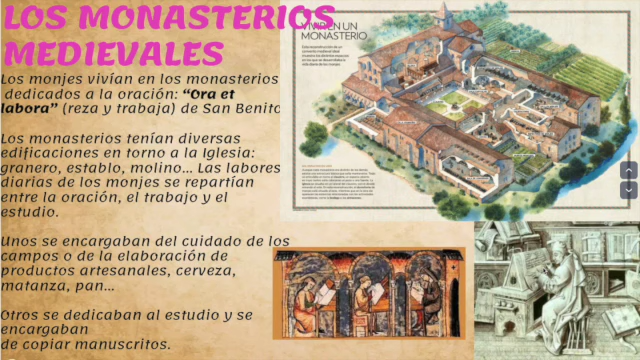 LOS MONASTERIOS
MEDIEVALES
Los monjes vivían en los monasterios
dedicados a la oración: “Ora et
labora” (reza y trabaja) de San Benito
Los monasterios tenían diversas
edificaciones en torno a la Iglesia:
granero, establo, molino... Las labores
diarias de los monjes se repartían
entre la oración, el trabajo y el
estudio.
Unos se encargaban del cuidado de los
campos o de la elaboración de
productos artesanales, cerveza,
matanza, pan...
Otros se dedicaban al estudio y se
encargaban
de copiar manuscritos.
EN UN
MONASTERIO